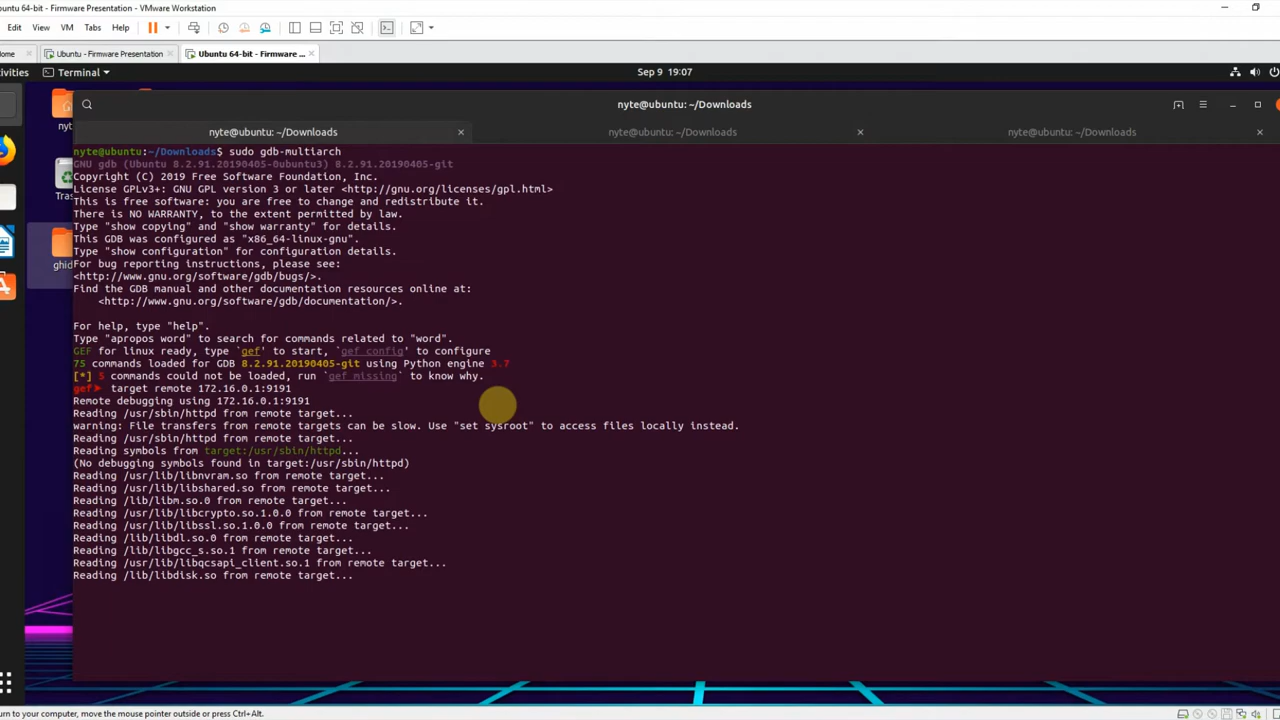 ubuntu 64-bit - Firmware Presentation - VMware Workstation
Edit View VM Tabs Help
ome Ubuntu - Firmware Presentation Ubuntu 64-bit - Firmware ...
ivities Terminal Sep 9 19:07
nyte@ubuntu: ~/Downloads
nyte@ubuntu: ~/Downloads nyte@ubuntu: ~/Downloads nyte@ubuntu: ~/Downloads
nyt
Tras
ghid
nyte@ubuntu:~/Downloads$ sudo gdb-multiarch
GNU gdb (Ubuntu 8.2.91.20190405-0ubuntu3) 8.2.91.20190405-git
Copyright (C) 2019 Free Software Foundation, Inc.
License GPLv3+: GNU GPL version 3 or later <http://gnu.org/licenses/gpl.html>
This is free software: you are free to change and redistribute it.
There is NO WARRANTY, to the extent permitted by law.
Type "show copying" and "show warranty" for details.
This GDB was configured as "x86_64-linux-gnu".
Type "show configuration" for configuration details.
For bug reporting instructions, please see:
<http://www.gnu.org/software/gdb/bugs/>.
Find the GDB manual and other documentation resources online at:
<http://www.gnu.org/software/gdb/documentation/>.
For help, type "help".
Type "apropos word" to search for commands related to "word".
GEF for linux ready, type `gef' to start, `gef config' to configure
75 commands loaded for GDB 8.2.91.20190405-git using Python engine 3.7
[*] 5 commands could not be loaded, run `gef missing` to know why.
gef➤ target remote 172.16.0.1:9191
Remote debugging using 172.16.0.1:9191
Reading /usr/sbin/httpd from remote target...
warning: File transfers from remote targets can be slow. Use "set sysroot" to access files locally instead.
Reading /usr/sbin/httpd from remote target...
Reading symbols from target:/usr/sbin/httpd...
(No debugging symbols found in target:/usr/sbin/httpd)
Reading /usr/lib/libnvram.so from remote target...
Reading /usr/lib/libshared.so from remote target...
Reading /lib/libm.so.0 from remote target...
Reading /usr/lib/libcrypto.so.1.0.0 from remote target...
Reading /usr/lib/libssl.so.1.0.0 from remote target...
Reading /lib/libdl.so.0 from remote target...
Reading /lib/libgcc_s.so.1 from remote target...
Reading /usr/lib/libqcsapi_client.so.1 from remote target...
Reading /lib/libdisk.so from remote target...
turn to your computer, move the mouse pointer outside or press Ctrl+Alt.